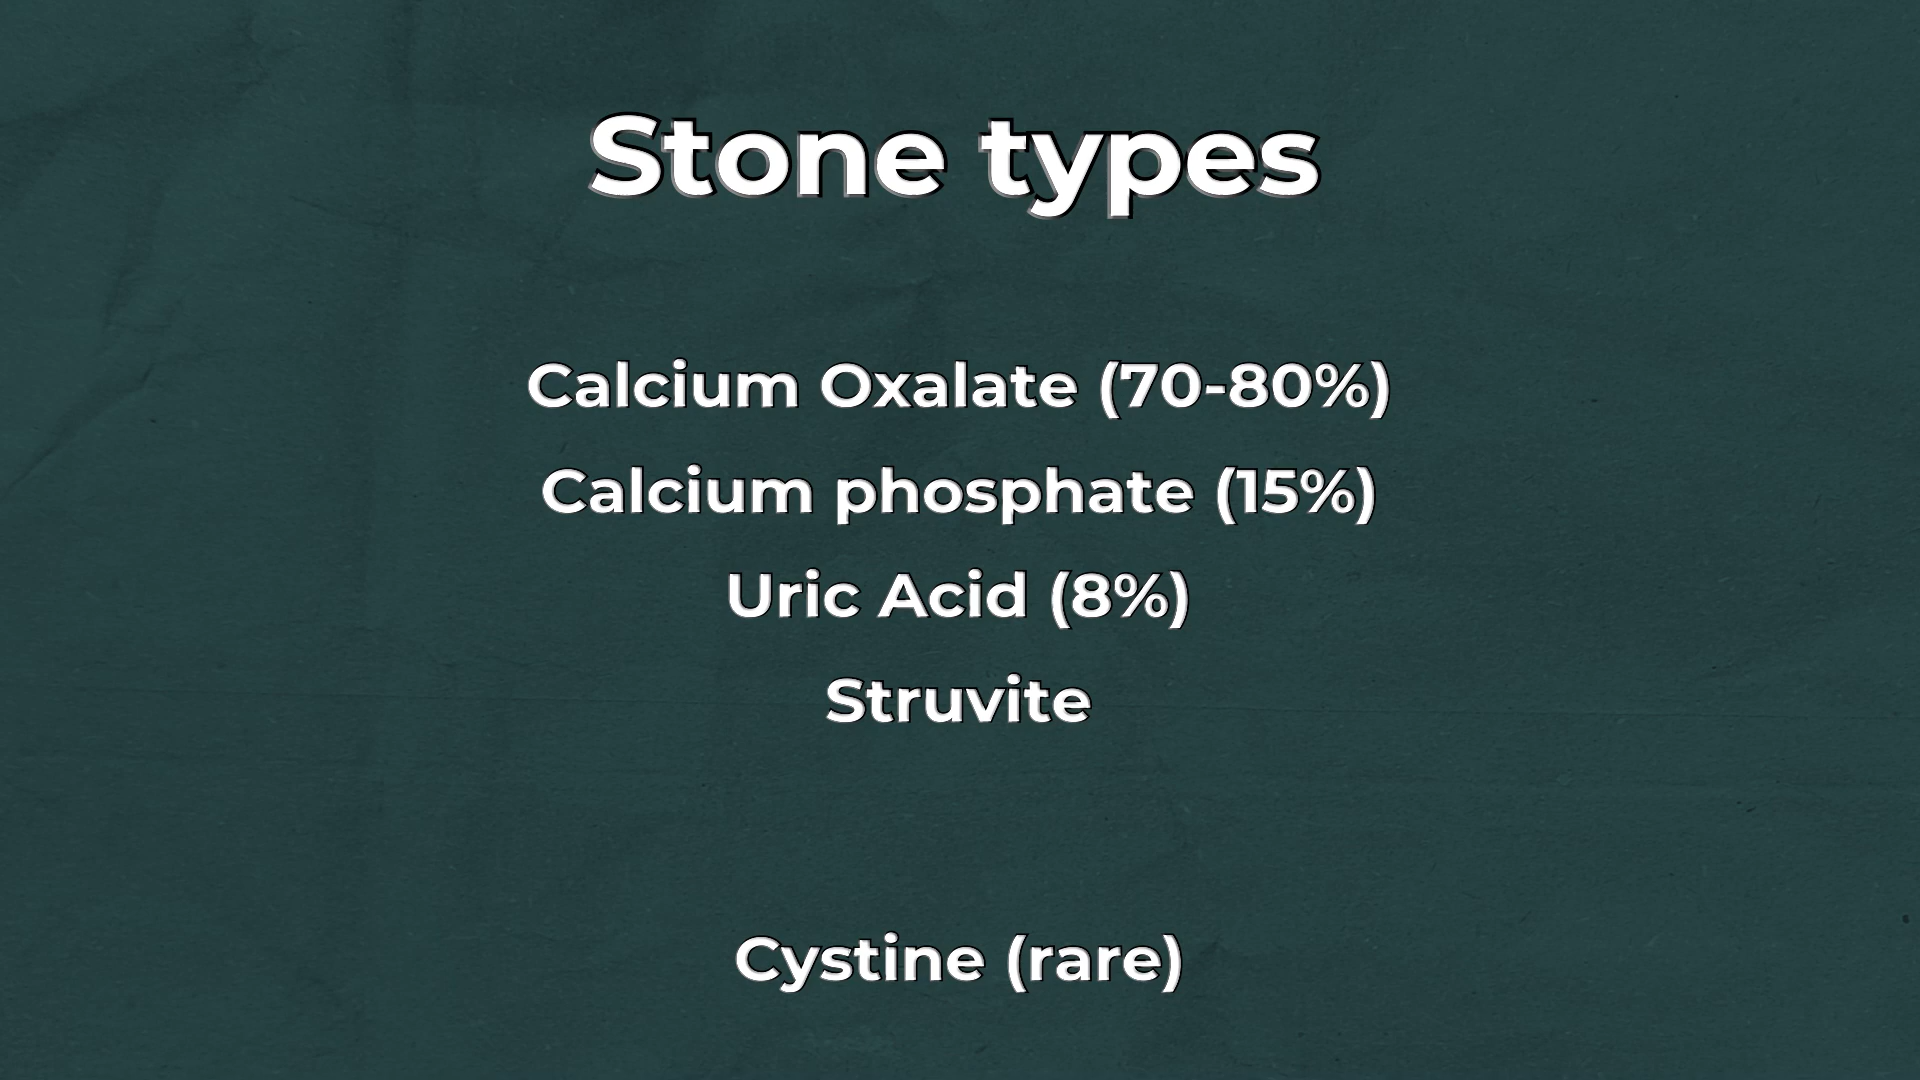 Stone types
Calcium Oxalate (70-80%)
Calcium phosphate (15%)
Uric Acid (8%)
Struvite
Cystine (rare)